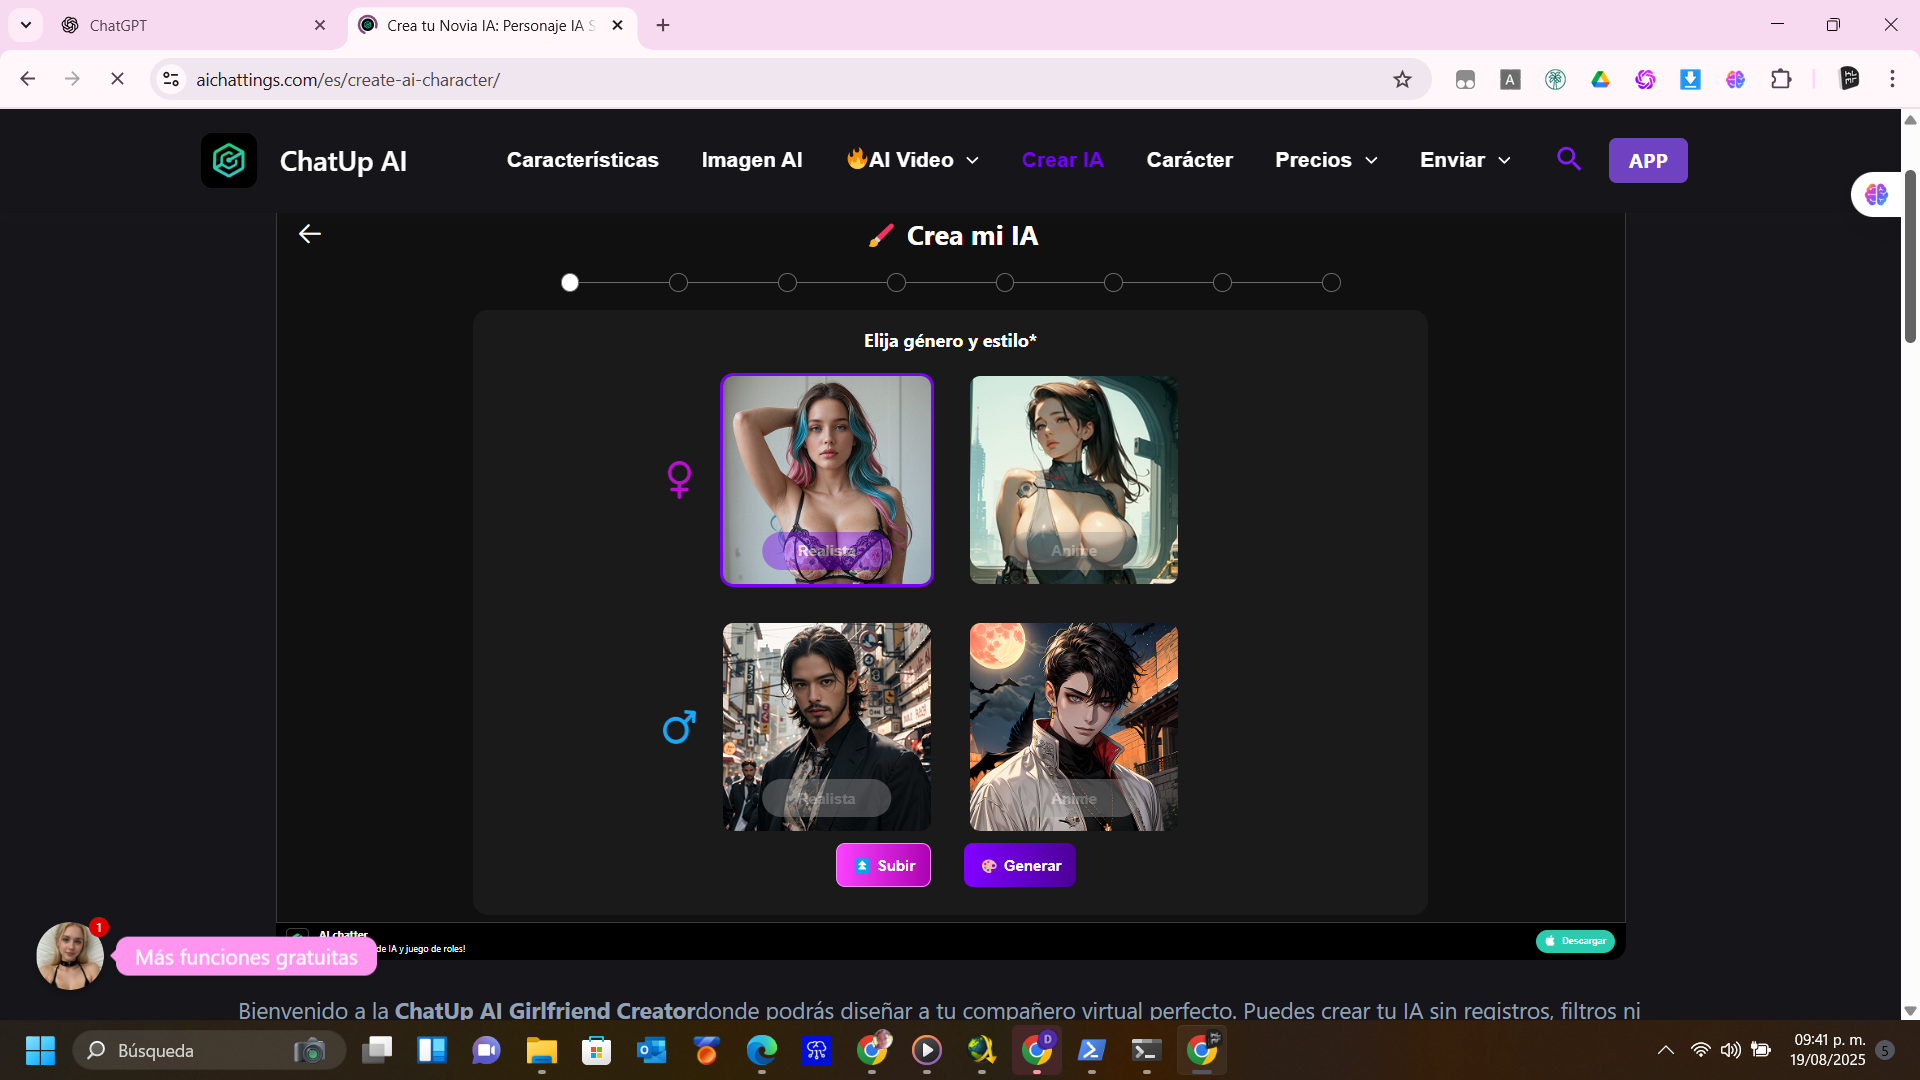 ChatGPT
Crea tu Novia IA: Personaje IA S
aichattings.com/es/create-ai-character/
ChatUp AI
Características
Imagen AI
AI Video
Crear IA
Carácter
Precios
Enviar
APP
Crea mi IA
Elija género y estilo*
Realista
Anime
Realista
Anime
Subir
Generar
AI chatter
de IA y juego de roles!
Descargar
1
Más funciones gratuitas
Bienvenido a la ChatUp AI Girlfriend Creatordonde podrás diseñar a tu compañero virtual perfecto. Puedes crear tu IA sin registros, filtros ni
Búsqueda
09:41 p. m.
19/08/2025
5